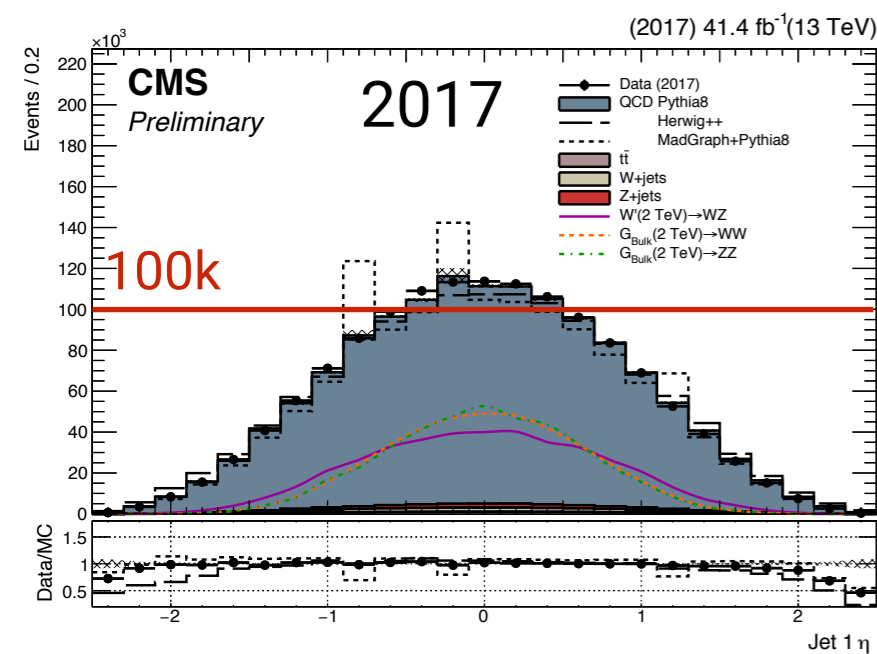 (2017) 41.4 fb⁻¹(13 TeV)
×10³
Events / 0.2
220
200
180
160
140
120
100
80
60
40
20
0
CMS
Preliminary
2017
100k
Data (2017)
QCD Pythia8
Herwig++
MadGraph+Pythia8
tt̄
W+jets
Z+jets
W'(2 TeV)→WZ
G_Bulk(2 TeV)→WW
G_Bulk(2 TeV)→ZZ
Data/MC
1.5
1
0.5
−2 −1 0 1 2
Jet 1 η